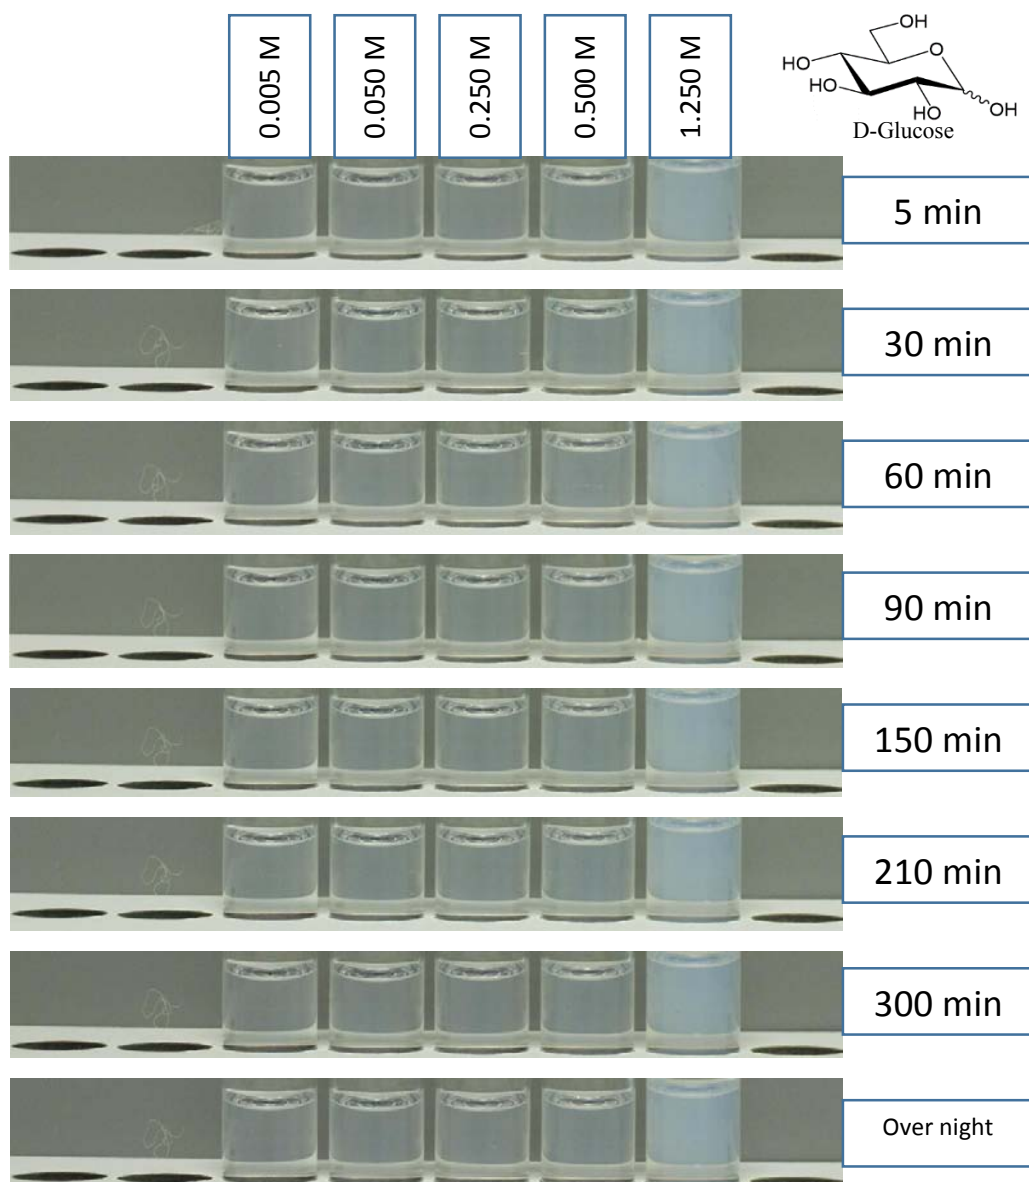 0.005 M
0.050 M
0.250 M
0.500 M
1.250 M
OH
O
HO
HO
HO
OH
D-Glucose
5 min
30 min
60 min
90 min
150 min
210 min
300 min
Over night